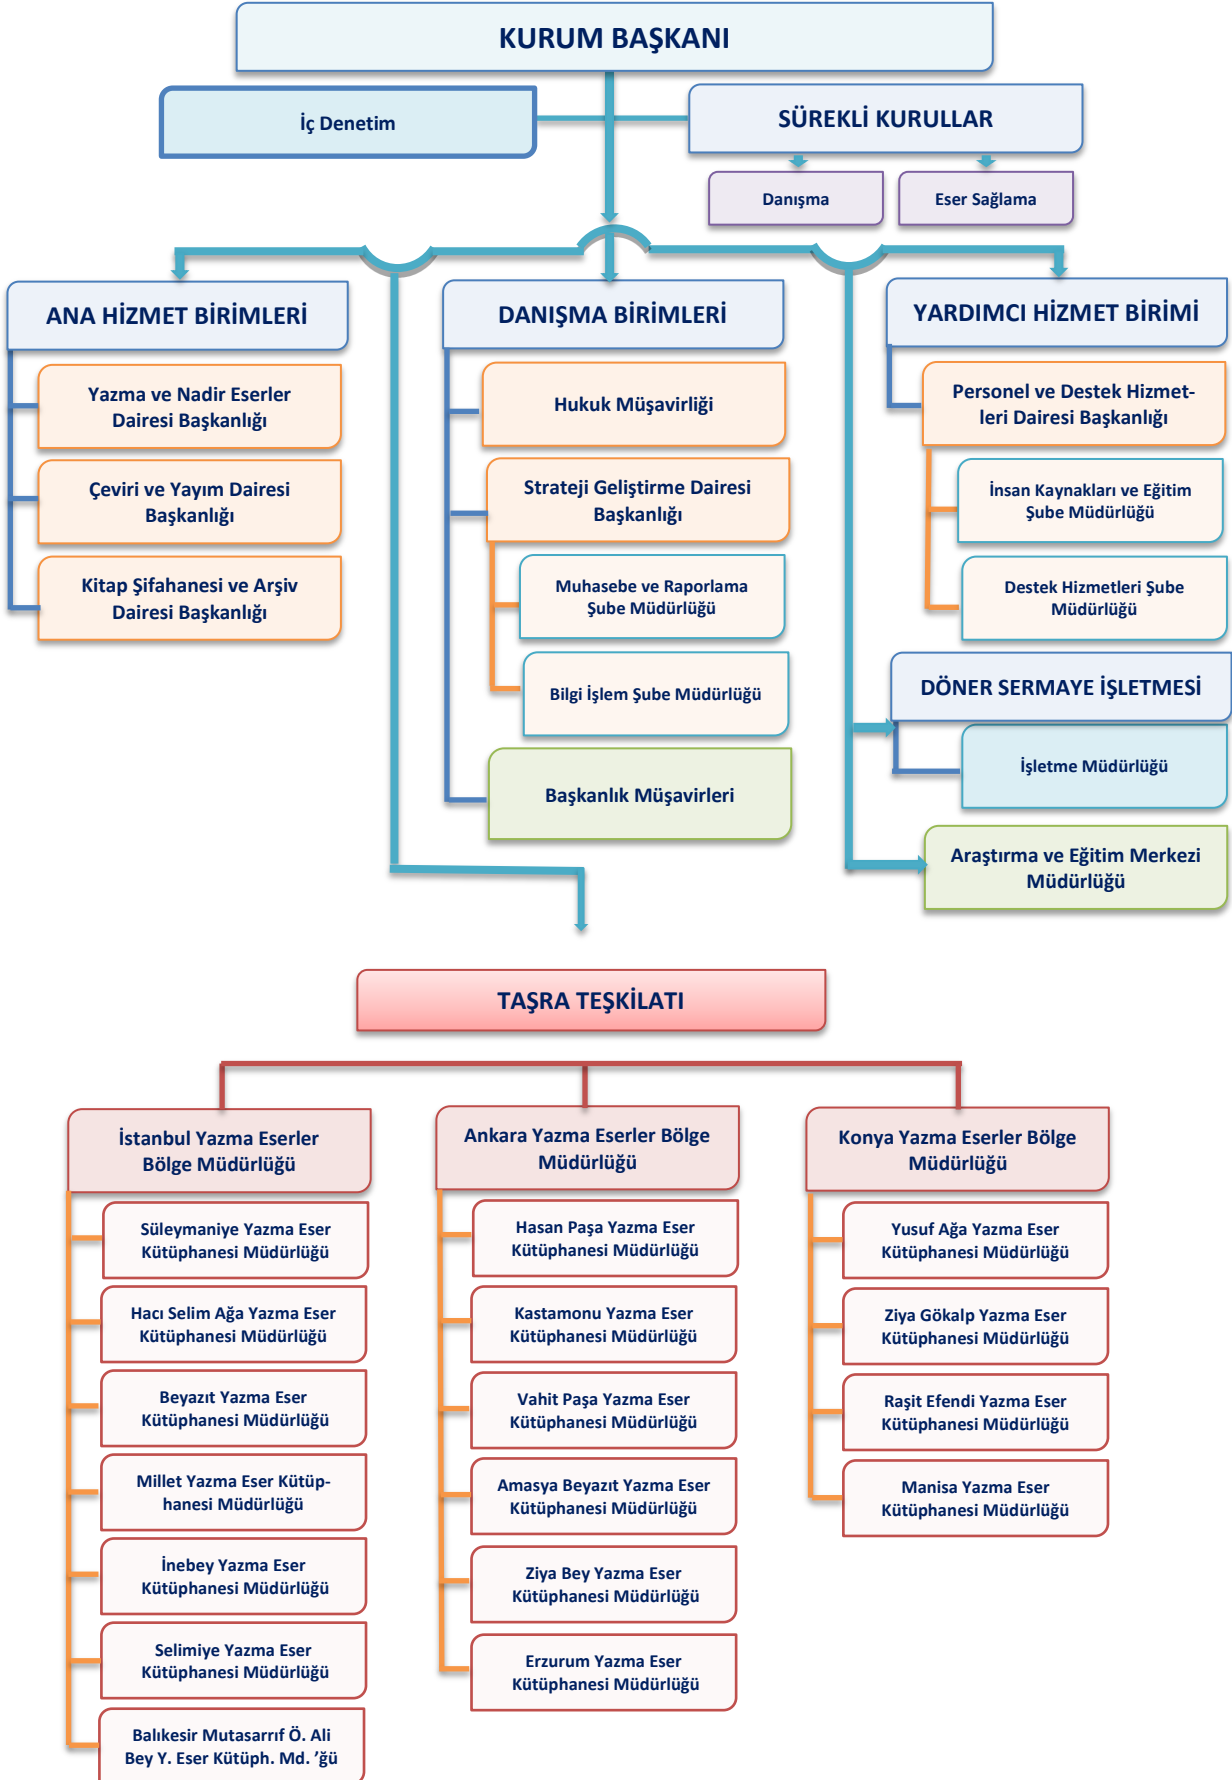 KURUM BAŞKANI
İç Denetim
SÜREKLİ KURULLAR
Danışma
Eser Sağlama
ANA HİZMET BİRİMLERİ
Yazma ve Nadir Eserler
Dairesi Başkanlığı
Çeviri ve Yayım Dairesi
Başkanlığı
Kitap Şifahanesi ve Arşiv
Dairesi Başkanlığı
DANIŞMA BİRİMLERİ
Hukuk Müşavirliği
Strateji Geliştirme Dairesi
Başkanlığı
Muhasebe ve Raporlama
Şube Müdürlüğü
Bilgi İşlem Şube Müdürlüğü
Başkanlık Müşavirleri
YARDIMCI HİZMET BİRİMİ
Personel ve Destek Hizmet-
leri Dairesi Başkanlığı
İnsan Kaynakları ve Eğitim
Şube Müdürlüğü
Destek Hizmetleri Şube
Müdürlüğü
DÖNER SERMAYE İŞLETMESİ
İşletme Müdürlüğü
Araştırma ve Eğitim Merkezi
Müdürlüğü
TAŞRA TEŞKİLATI
İstanbul Yazma Eserler
Bölge Müdürlüğü
Süleymaniye Yazma Eser
Kütüphanesi Müdürlüğü
Hacı Selim Ağa Yazma Eser
Kütüphanesi Müdürlüğü
Beyazıt Yazma Eser
Kütüphanesi Müdürlüğü
Millet Yazma Eser Kütüp-
hanesi Müdürlüğü
İnebey Yazma Eser
Kütüphanesi Müdürlüğü
Selimiye Yazma Eser
Kütüphanesi Müdürlüğü
Balıkesir Mutasarrıf Ö. Ali
Bey Y. Eser Kütüph. Md. ’ğü
Ankara Yazma Eserler Bölge
Müdürlüğü
Hasan Paşa Yazma Eser
Kütüphanesi Müdürlüğü
Kastamonu Yazma Eser
Kütüphanesi Müdürlüğü
Vahit Paşa Yazma Eser
Kütüphanesi Müdürlüğü
Amasya Beyazıt Yazma Eser
Kütüphanesi Müdürlüğü
Ziya Bey Yazma Eser
Kütüphanesi Müdürlüğü
Erzurum Yazma Eser
Kütüphanesi Müdürlüğü
Konya Yazma Eserler Bölge
Müdürlüğü
Yusuf Ağa Yazma Eser
Kütüphanesi Müdürlüğü
Ziya Gökalp Yazma Eser
Kütüphanesi Müdürlüğü
Raşit Efendi Yazma Eser
Kütüphanesi Müdürlüğü
Manisa Yazma Eser
Kütüphanesi Müdürlüğü